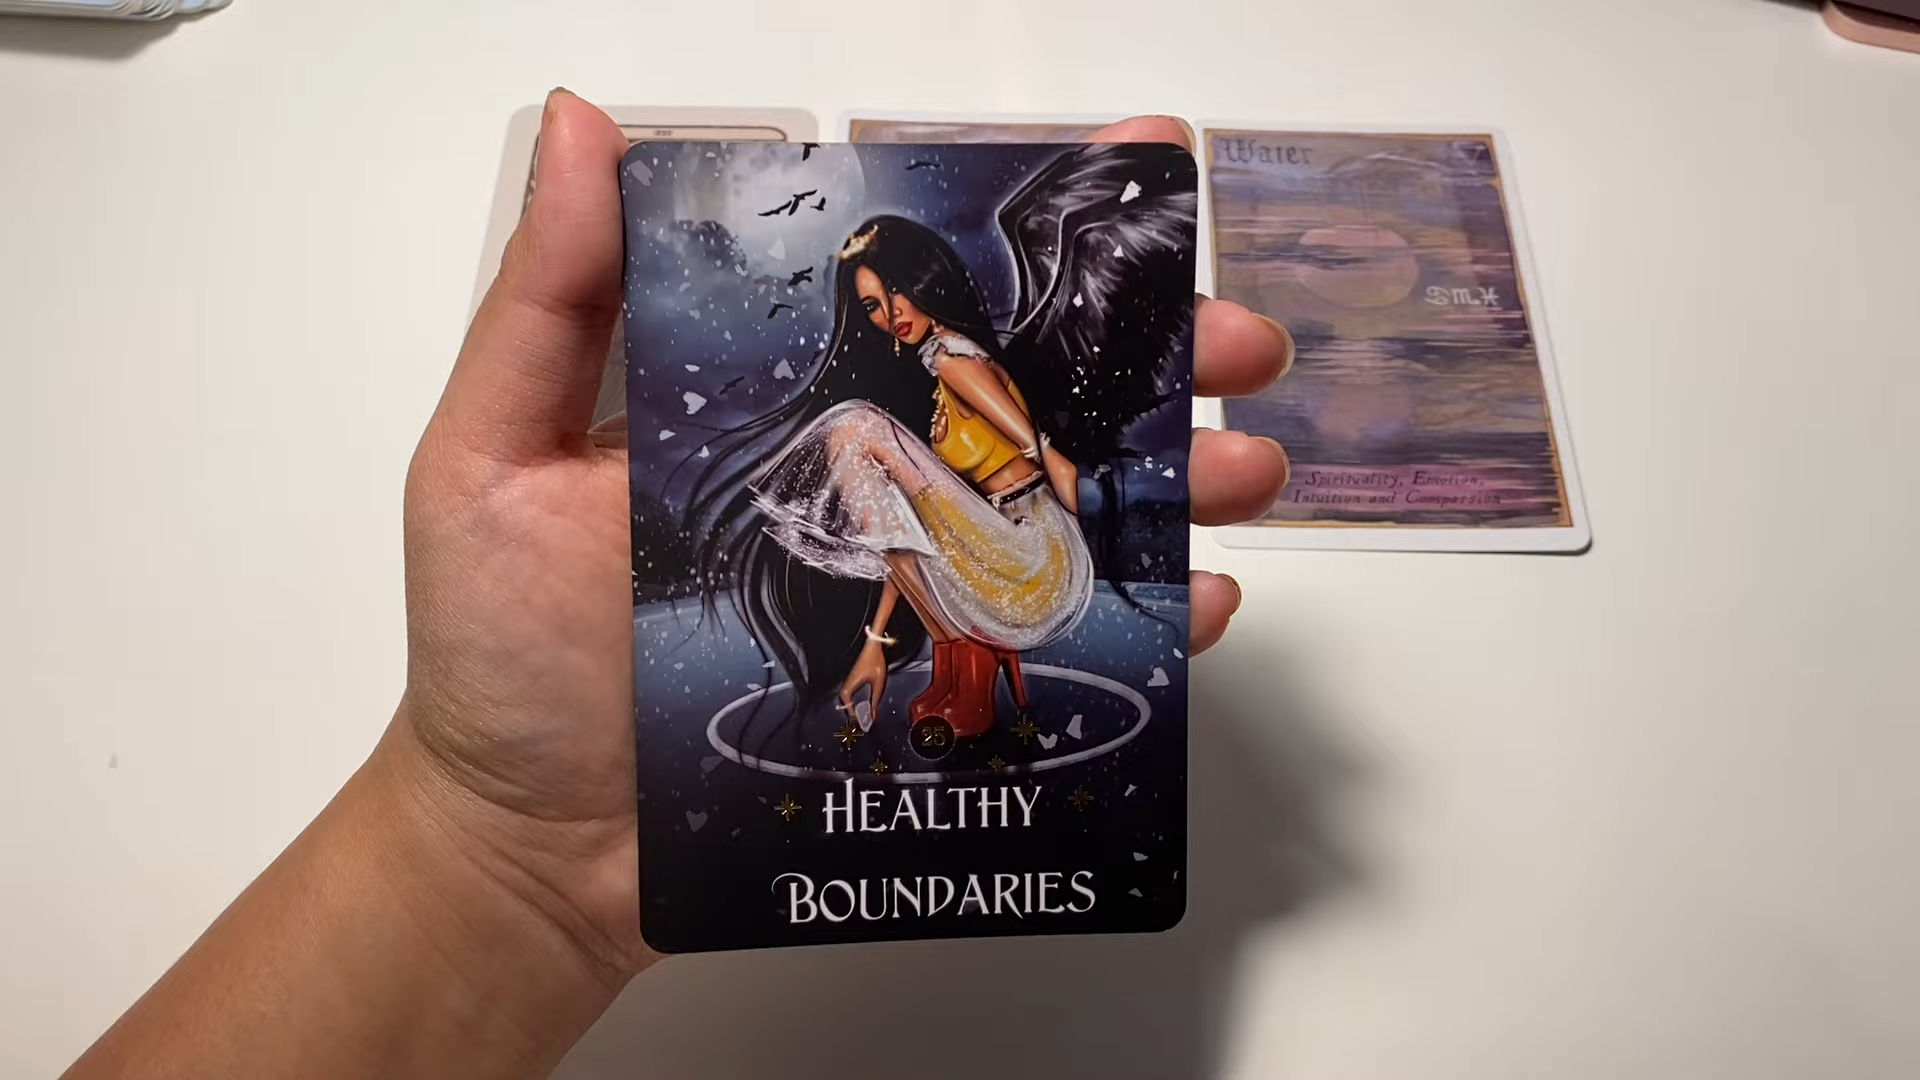 Water
♋♏♓
Spirituality, Emotion,
Intuition and Compassion
25
HEALTHY
BOUNDARIES